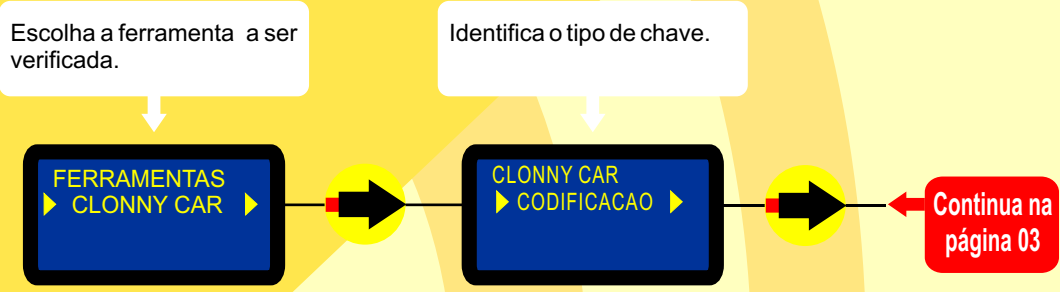 Escolha a ferramenta a ser
verificada.
Identifica o tipo de chave.
FERRAMENTAS
CLONNY CAR
CLONNY CAR
CODIFICACAO
Continua na
página 03